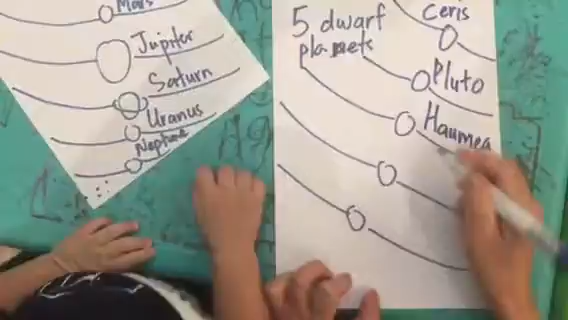 Mars
Jupiter
Saturn
Uranus
Neptune
5 dwarf
planets
Ceris
Pluto
Haumea